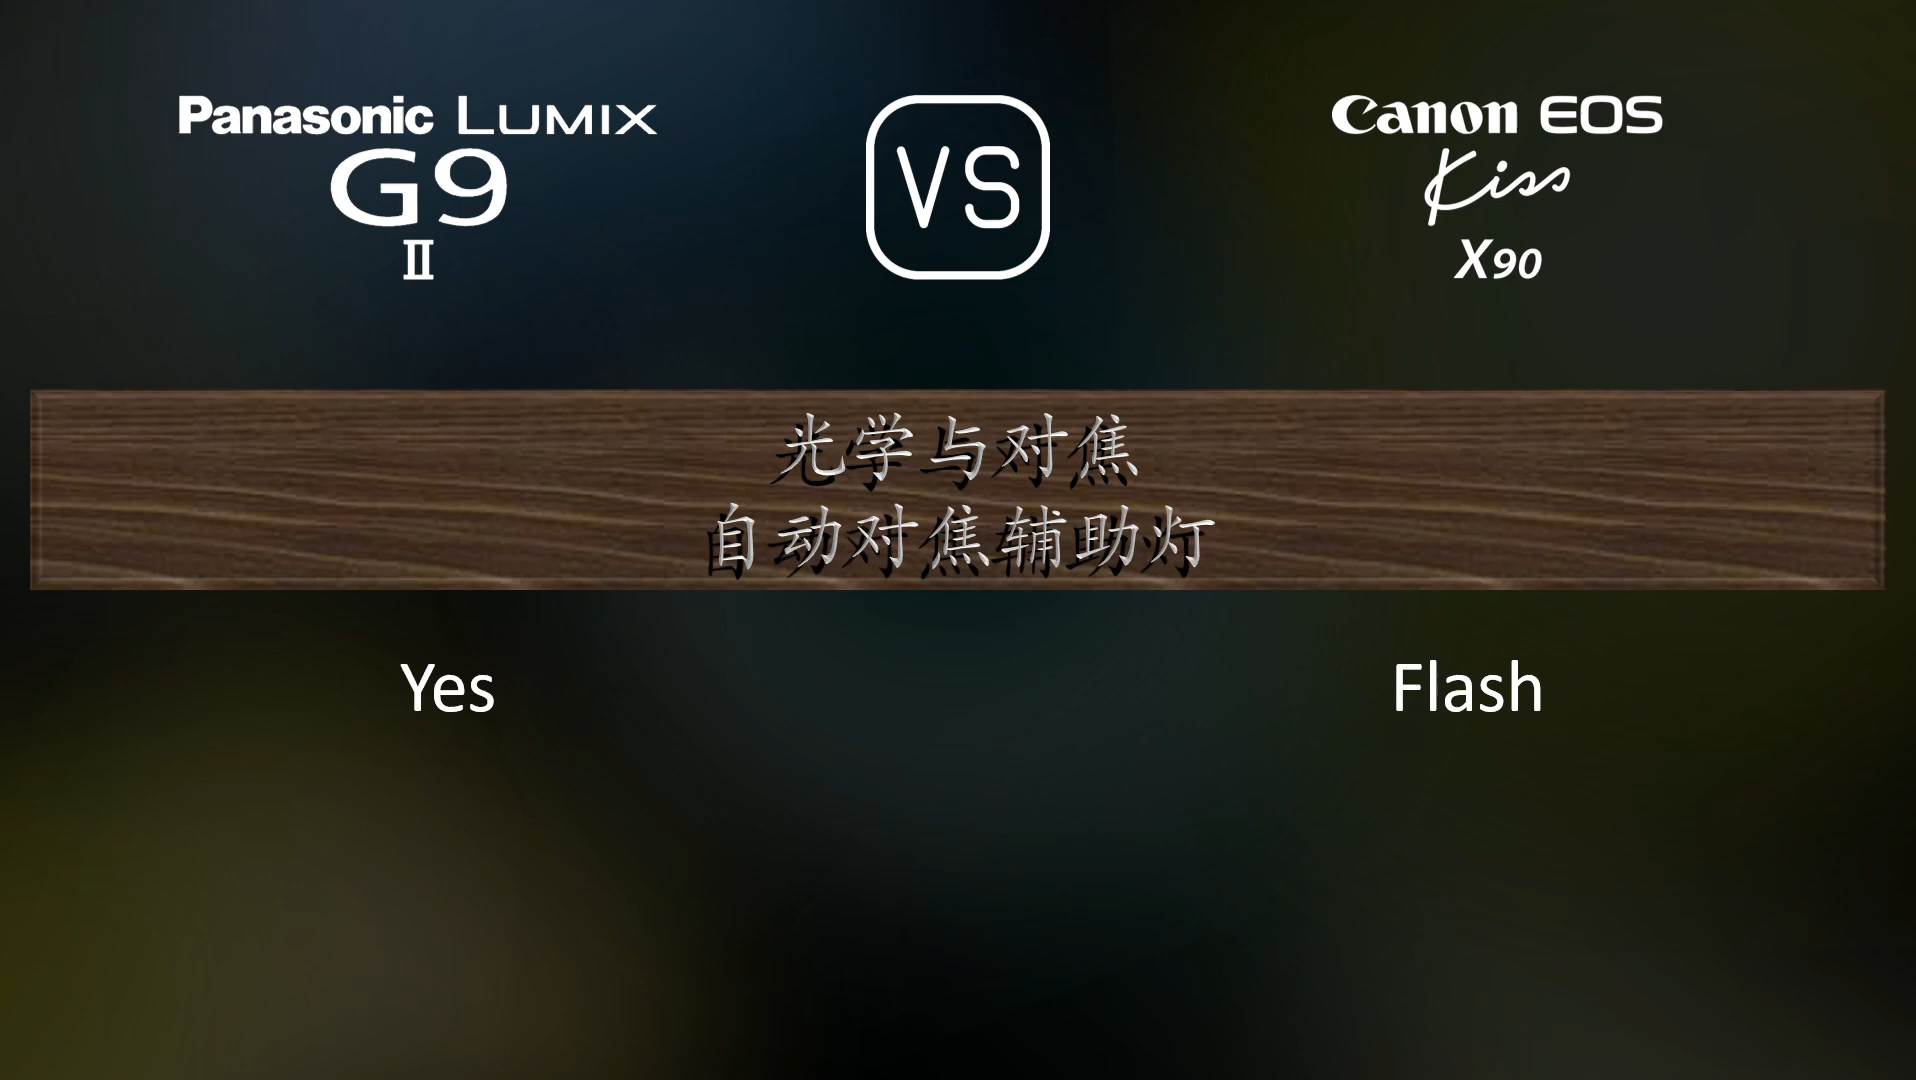 Panasonic LUMIX
G9
II
VS
Canon EOS
Kiss
X90
光学与对焦
自动对焦辅助灯
Yes
Flash